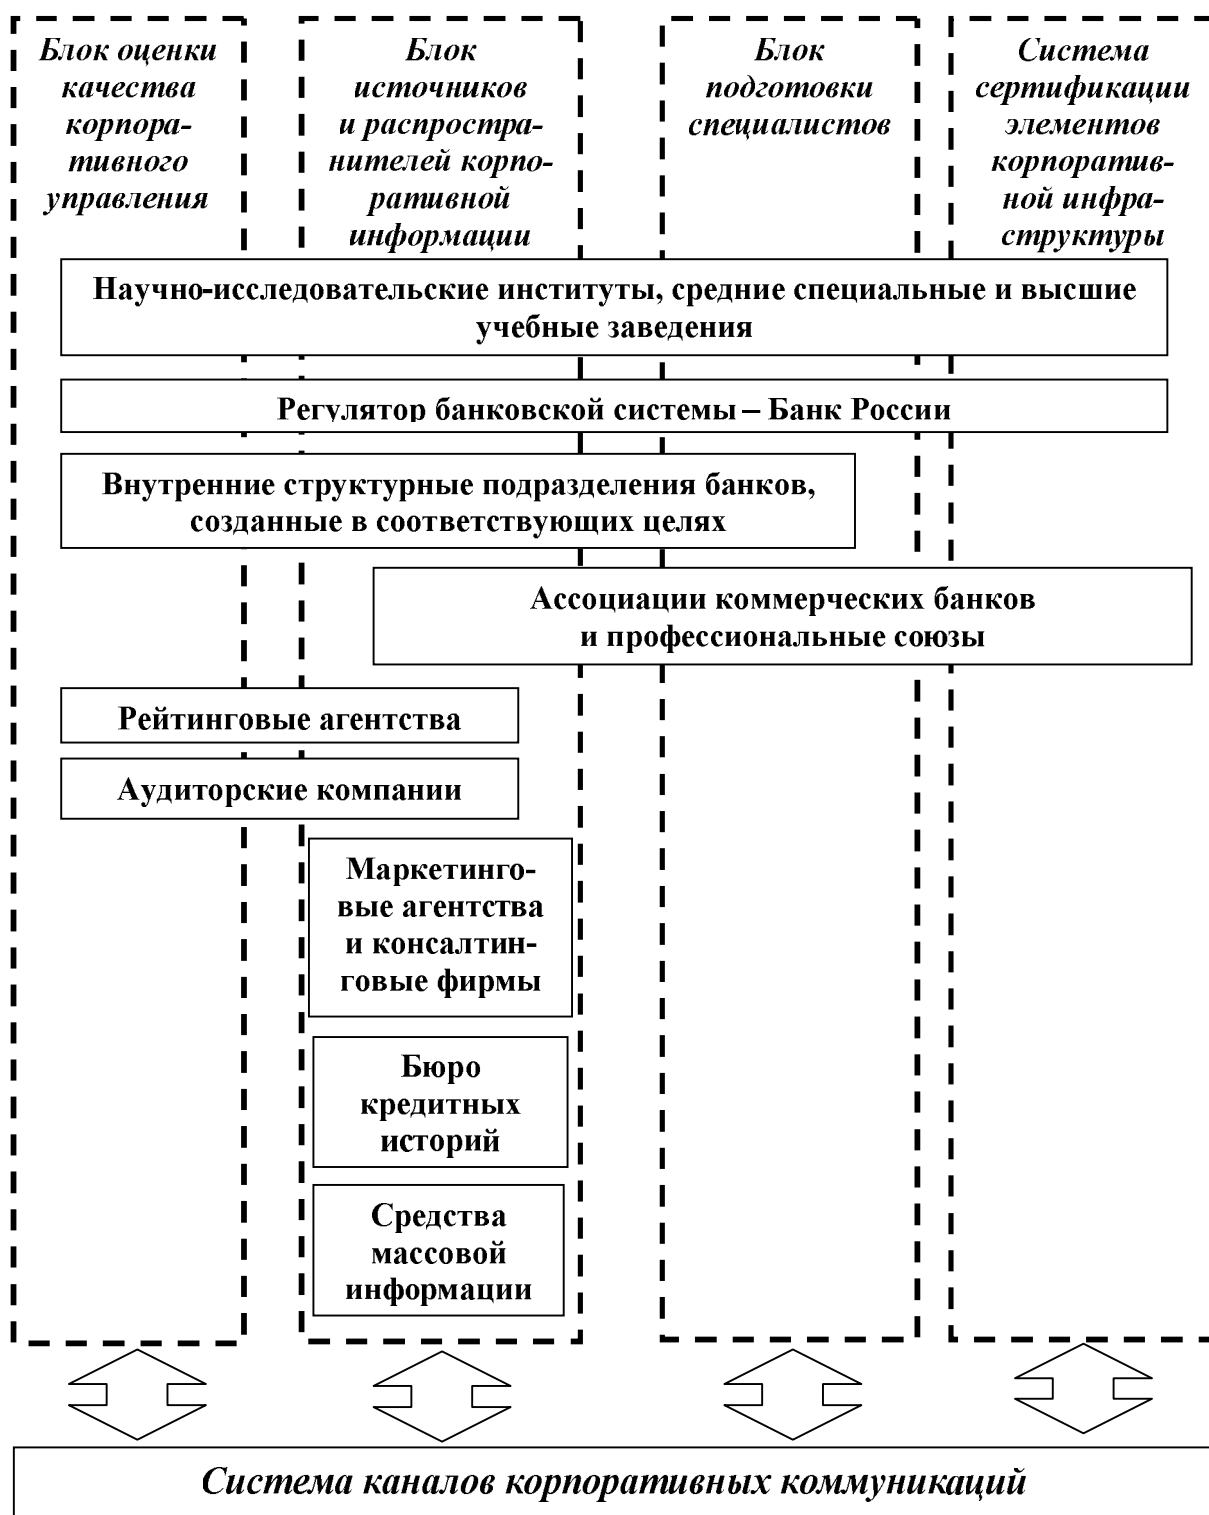 Блок оценки
качества
корпора-
тивного
управления
Блок
источников
и распростра-
нителей корпо-
ративной
информации
Блок
подготовки
специалистов
Система
сертификации
элементов
корпоратив-
ной инфра-
структуры
Научно-исследовательские институты, средние специальные и высшие
учебные заведения
Регулятор банковской системы – Банк России
Внутренние структурные подразделения банков,
созданные в соответствующих целях
Ассоциации коммерческих банков
и профессиональные союзы
Рейтинговые агентства
Аудиторские компании
Маркетинго-
вые агентства
и консалтин-
говые фирмы
Бюро
кредитных
историй
Средства
массовой
информации
Система каналов корпоративных коммуникаций